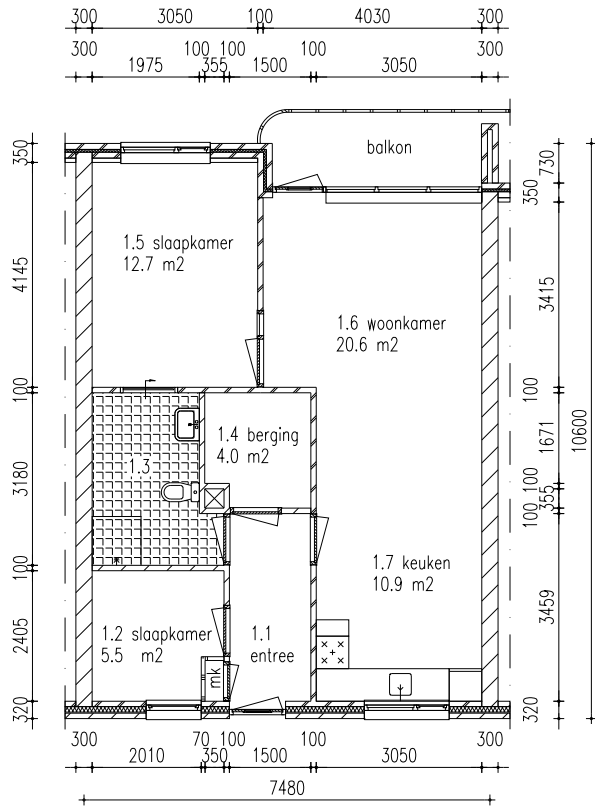 300 3050 100 4030 300
300 100 100 100 300
1975 355 1500 3050
balkon
350
730
350
1.5 slaapkamer
12.7 m2
4145
3415
1.6 woonkamer
20.6 m2
10600
100
100
1.4 berging
4.0 m2
1671
1.3
3180
100
355
100
1.7 keuken
10.9 m2
100
3459
1.2 slaapkamer
5.5 m2
1.1
entree
2405
mk
320
320
300 70 100 100 300
2010 350 1500 3050
7480